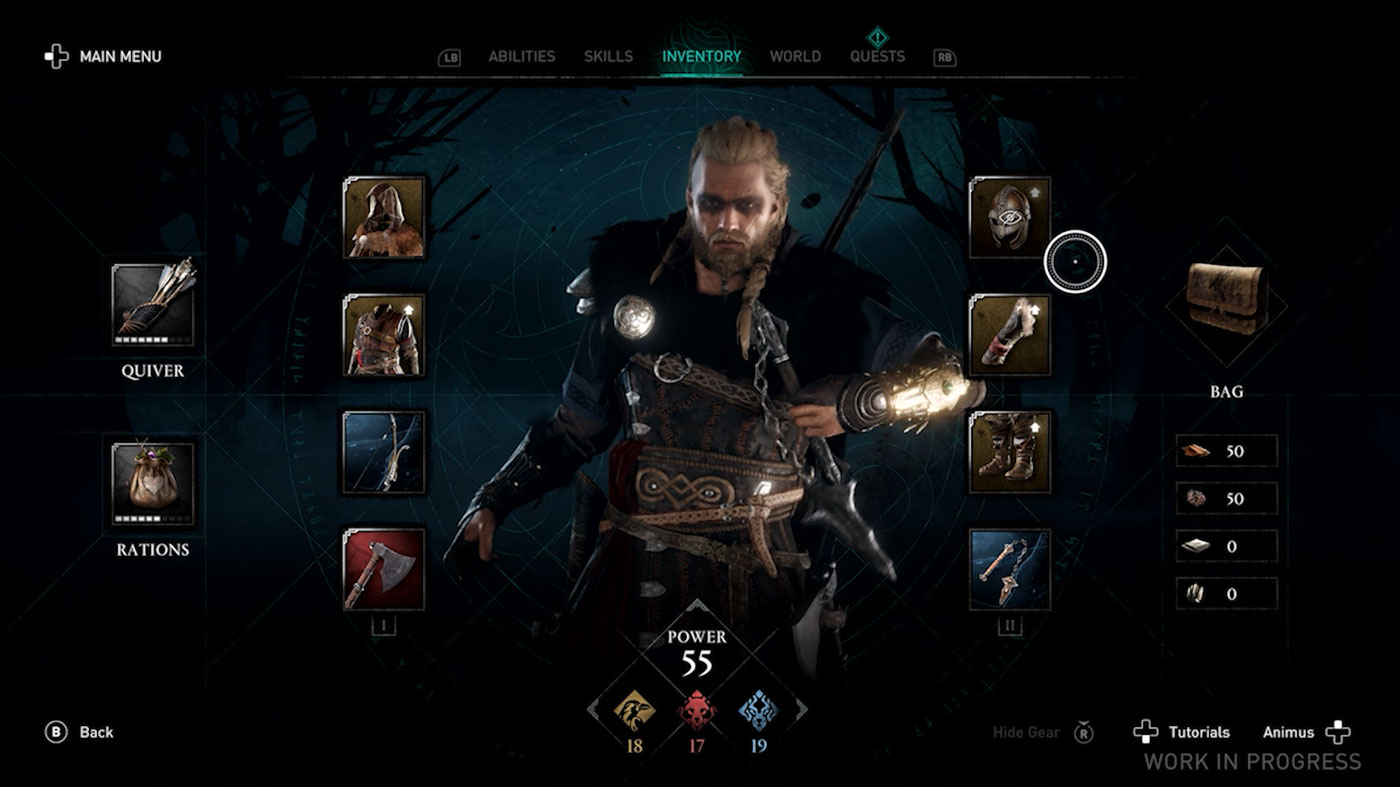 MAIN MENU
LB ABILITIES SKILLS INVENTORY WORLD QUESTS RB
QUIVER
RATIONS
BAG
50
50
0
0
I
II
POWER
55
18 17 19
B Back
Hide Gear R Tutorials Animus
WORK IN PROGRESS